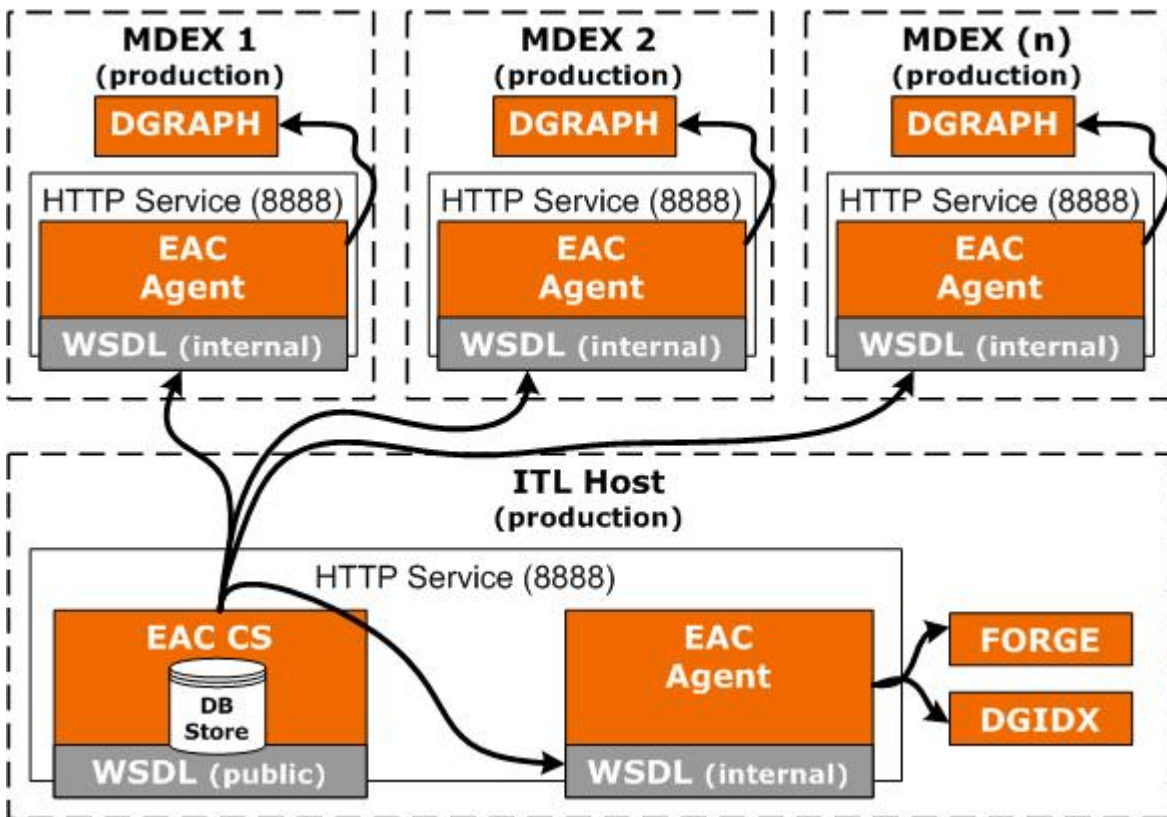 MDEX 1
(production)
DGRAPH
HTTP Service (8888)
EAC
Agent
WSDL (internal)
MDEX 2
(production)
DGRAPH
HTTP Service (8888)
EAC
Agent
WSDL (internal)
MDEX (n)
(production)
DGRAPH
HTTP Service (8888)
EAC
Agent
WSDL (internal)
ITL Host
(production)
HTTP Service (8888)
EAC CS
DB
Store
WSDL (public)
EAC
Agent
WSDL (internal)
FORGE
DGIDX